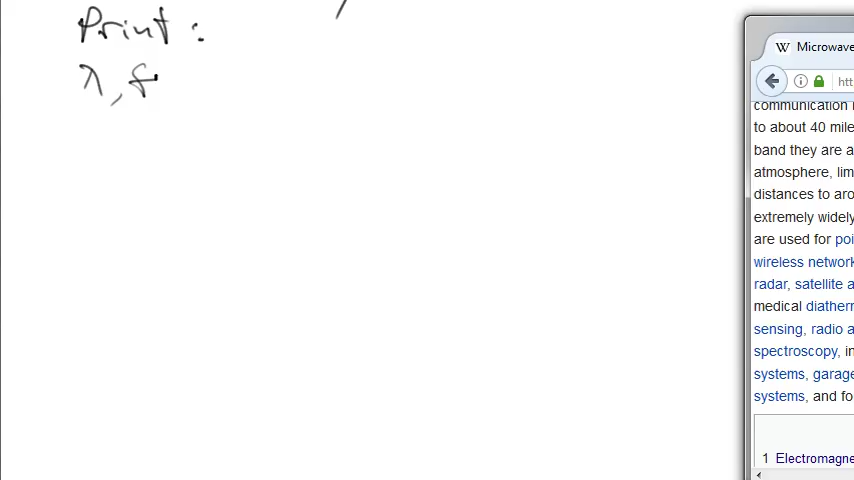 Print:
λ, f
W Microwave
htt
communication
to about 40 mile
band they are a
atmosphere, lim
distances to aro
extremely widely
are used for poi
wireless network
radar, satellite a
medical diatherm
sensing, radio a
spectroscopy, in
systems, garage
systems, and fo
1 Electromagne